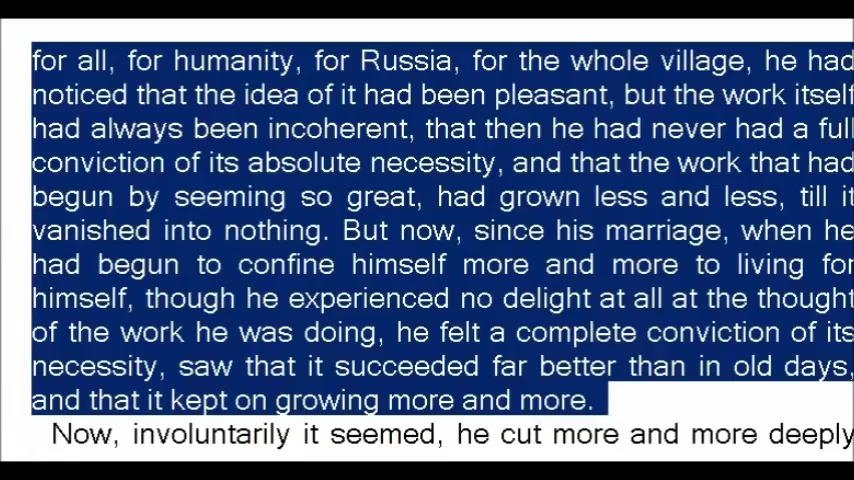 for all, for humanity, for Russia, for the whole village, he had
noticed that the idea of it had been pleasant, but the work itself
had always been incoherent, that then he had never had a full
conviction of its absolute necessity, and that the work that had
begun by seeming so great, had grown less and less, till it
vanished into nothing. But now, since his marriage, when he
had begun to confine himself more and more to living for
himself, though he experienced no delight at all at the thought
of the work he was doing, he felt a complete conviction of its
necessity, saw that it succeeded far better than in old days,
and that it kept on growing more and more.
Now, involuntarily it seemed, he cut more and more deeply